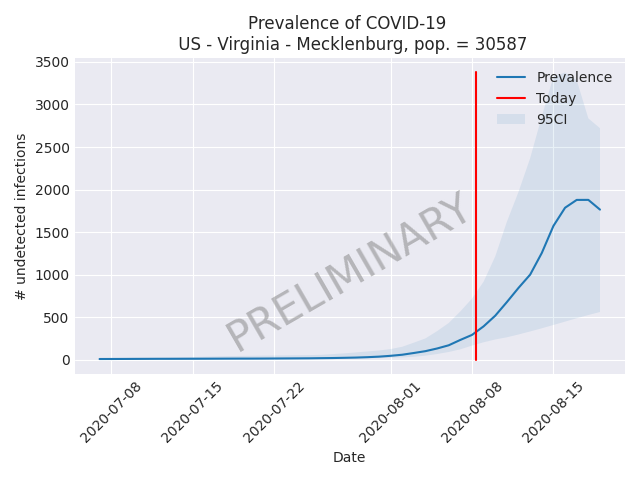 Prevalence of COVID-19
US - Virginia - Mecklenburg, pop. = 30587
3500
3000
2500
2000
1500
1000
500
0
# undetected infections
Prevalence
Today
95CI
PRELIMINARY
2020-07-08
2020-07-15
2020-07-22
2020-08-01
2020-08-08
2020-08-15
Date